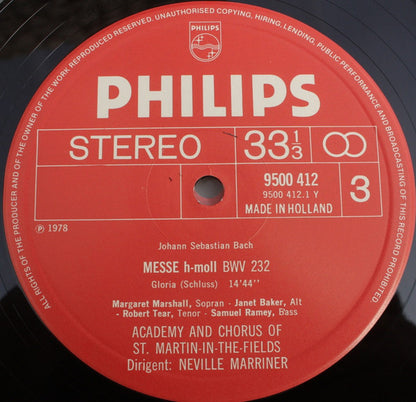 ALL RIGHTS OF THE PRODUCER AND OF THE OWNER OF THE WORK REPRODUCED RESERVED. UNAUTHORISED COPYING, HIRING, LENDING, PUBLIC PERFORMANCE AND BROADCASTING OF THIS RECORD PROHIBITED.
PHILIPS
PHILIPS
STEREO
33 1/3
9500 412
9500 412.1 Y
MADE IN HOLLAND
3
℗ 1978
Johann Sebastian Bach
MESSE h-moll BWV 232
Gloria (Schluss) 14'44''
Margaret Marshall, Sopran - Janet Baker, Alt
- Robert Tear, Tenor - Samuel Ramey, Bass
ACADEMY AND CHORUS OF
ST. MARTIN-IN-THE-FIELDS
Dirigent: NEVILLE MARRINER